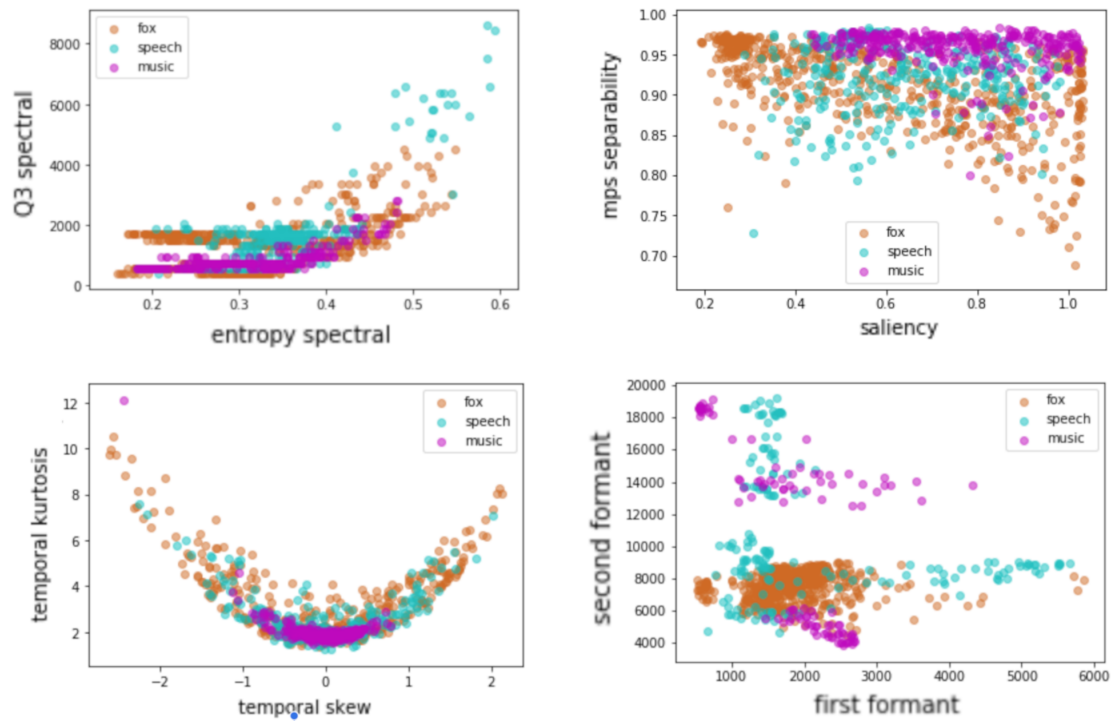 fox
speech
music
8000
6000
4000
2000
0
Q3 spectral
0.2 0.3 0.4 0.5 0.6
entropy spectral
1.00
0.95
0.90
0.85
0.80
0.75
0.70
mps separability
fox
speech
music
0.2 0.4 0.6 0.8 1.0
saliency
fox
speech
music
12
10
8
6
4
2
temporal kurtosis
−2 −1 0 1 2
temporal skew
fox
speech
music
20000
18000
16000
14000
12000
10000
8000
6000
4000
second formant
1000 2000 3000 4000 5000 6000
first formant